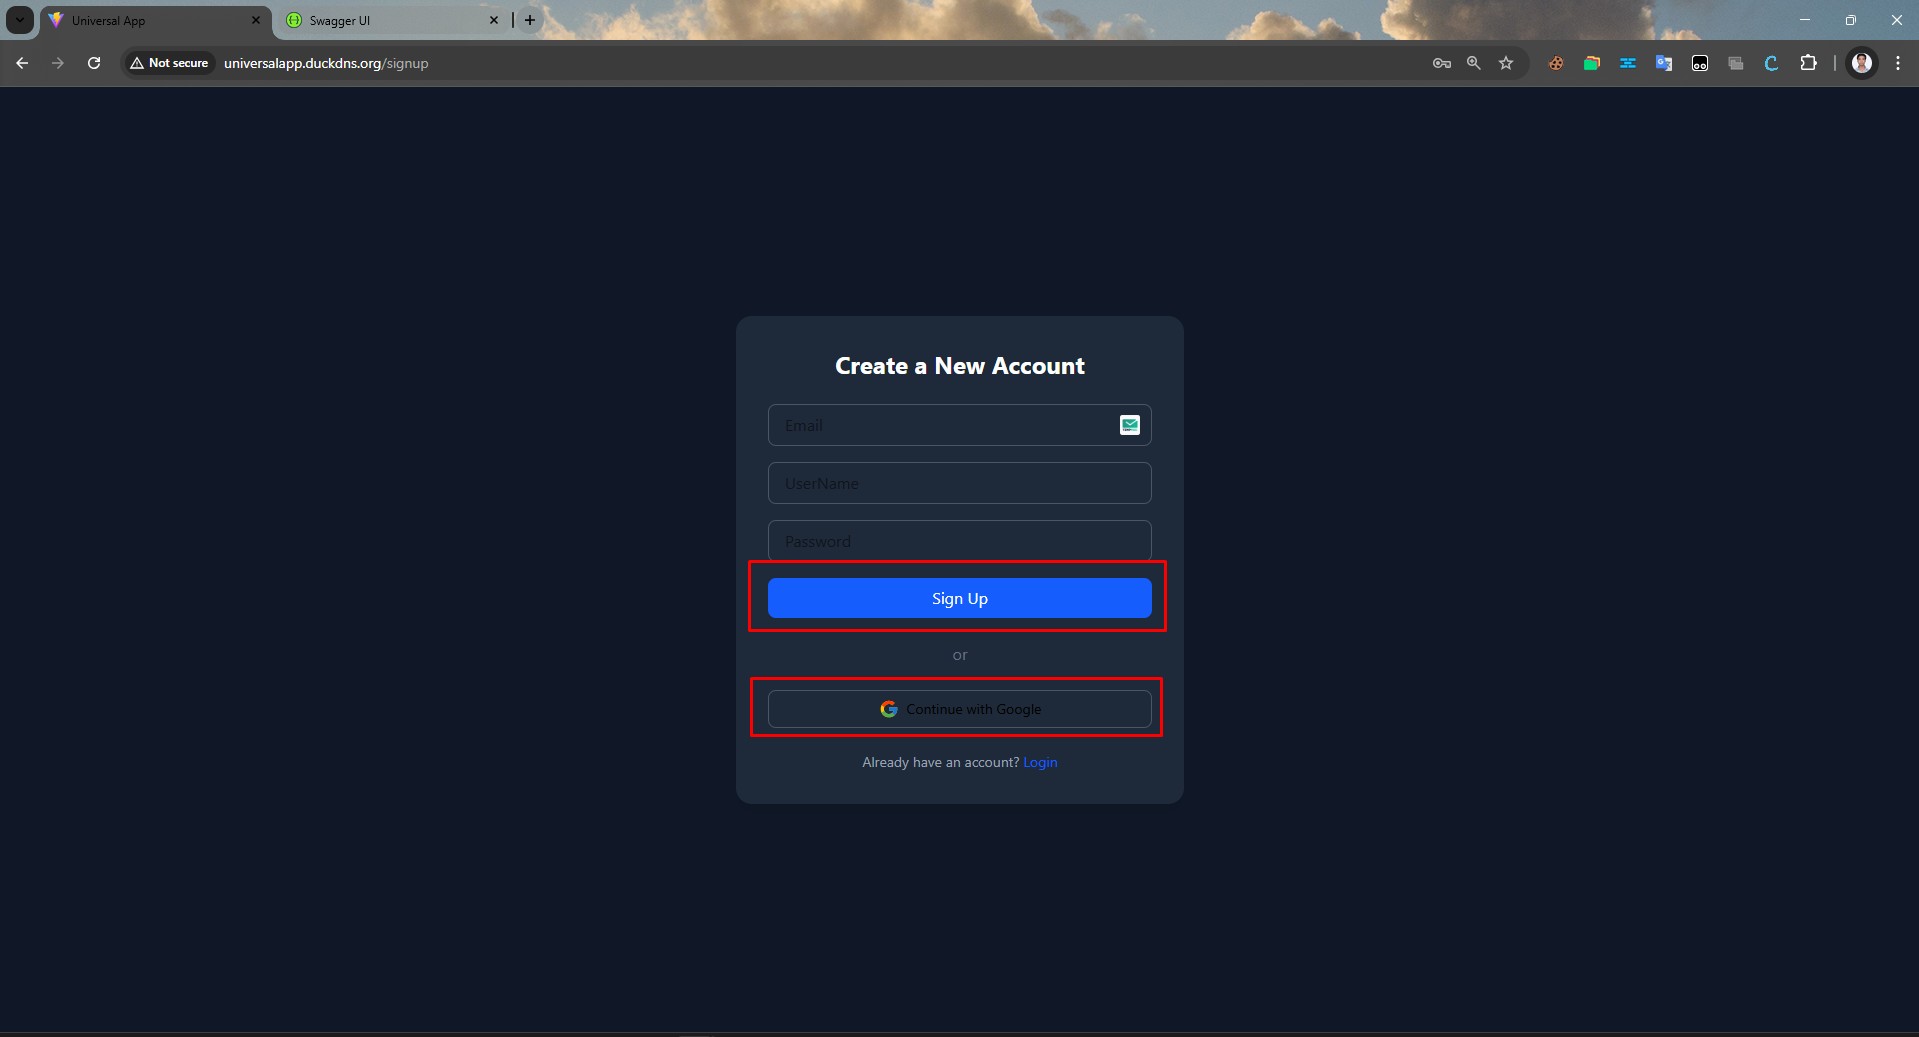 Universal App
Swagger UI
Not secure
universalapp.duckdns.org/signup
Create a New Account
Email
UserName
Password
Sign Up
or
Continue with Google
Already have an account? Login